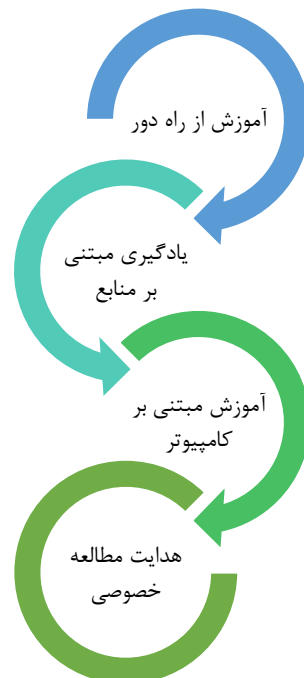 آموزش از راه دور
یادگیری مبتنی
بر منابع
آموزش مبتنی بر
کامپیوتر
هدایت مطالعه
خصوصی